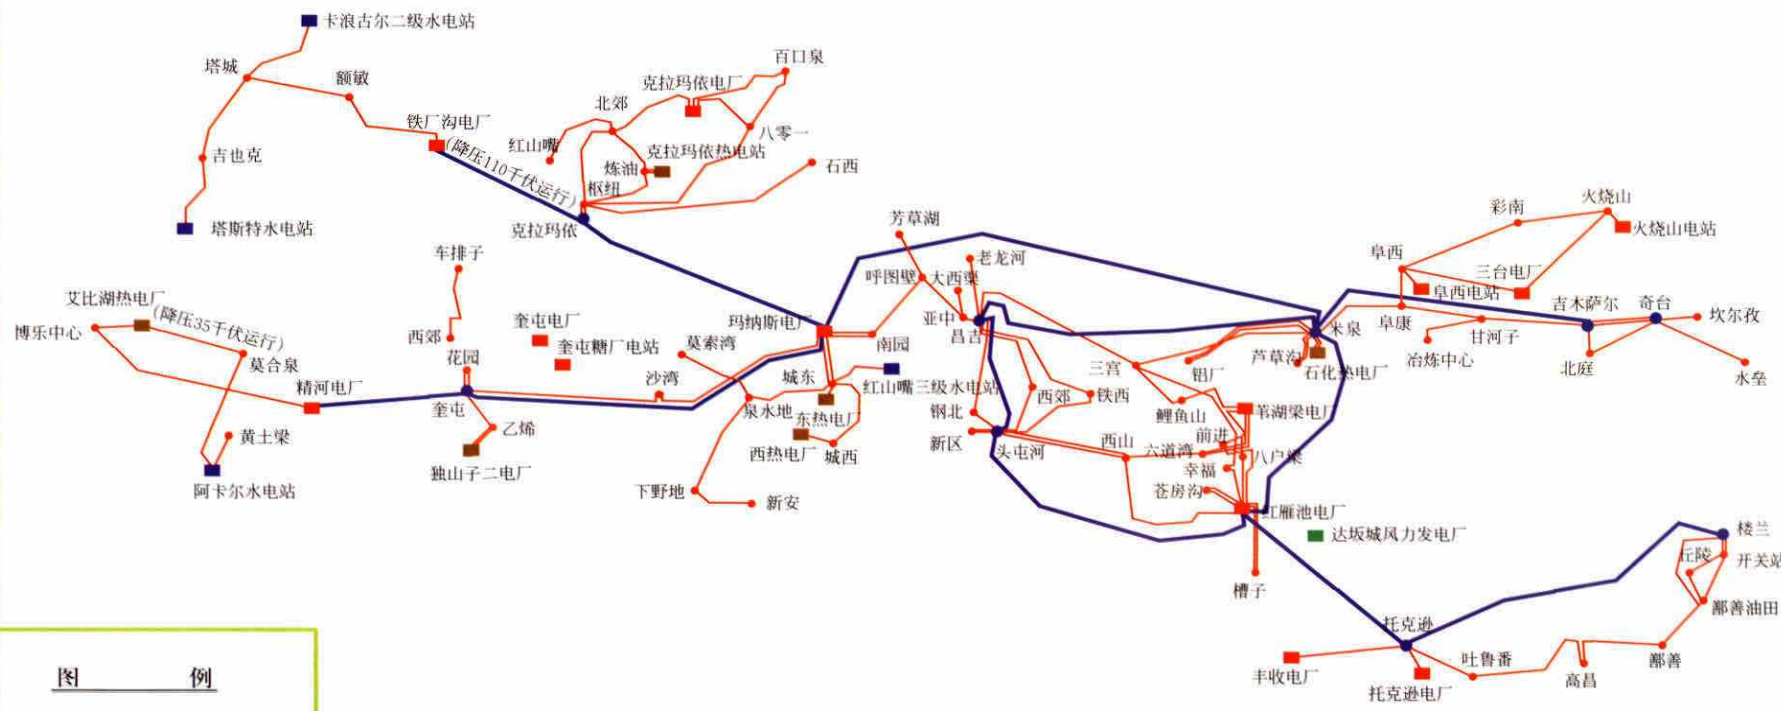 卡浪古尔二级水电站
塔城
额敏
铁厂沟电厂
(降压110千伏运行)
吉也克
塔斯特水电站
百口泉
克拉玛依电厂
北郊
红山嘴
八零一
克拉玛依热电站
炼油
石西
枢纽
克拉玛依
车排子
西郊
艾比湖热电厂
(降压35千伏运行)
博乐中心
莫合泉
精河电厂
黄土梁
阿卡尔水电站
奎屯电厂
奎屯糖厂电站
花园
奎屯
乙烯
独山子二电厂
沙湾
莫索湾
玛纳斯电厂
南园
城东
红山嘴三级水电站
泉水地
东热电厂
西热电厂
城西
下野地
新安
芳草湖
呼图壁
大西渠
老龙河
亚中
昌吉
三宫
铝厂
芦草沟
石化热电厂
米泉
西郊
铁西
钢北
新区
头屯河
鲤鱼山
苇湖梁电厂
前进
西山
六道湾
八户梁
幸福
苍房沟
红雁池电厂
达坂城风力发电厂
槽子
彩南
火烧山
火烧山电站
阜西
三台电厂
阜西电站
吉木萨尔
奇台
坎尔孜
阜康
甘河子
冶炼中心
北庭
水垒
楼兰
丘陵
开关站
鄯善油田
托克逊
丰收电厂
托克逊电厂
吐鲁番
高昌
鄯善
图 例